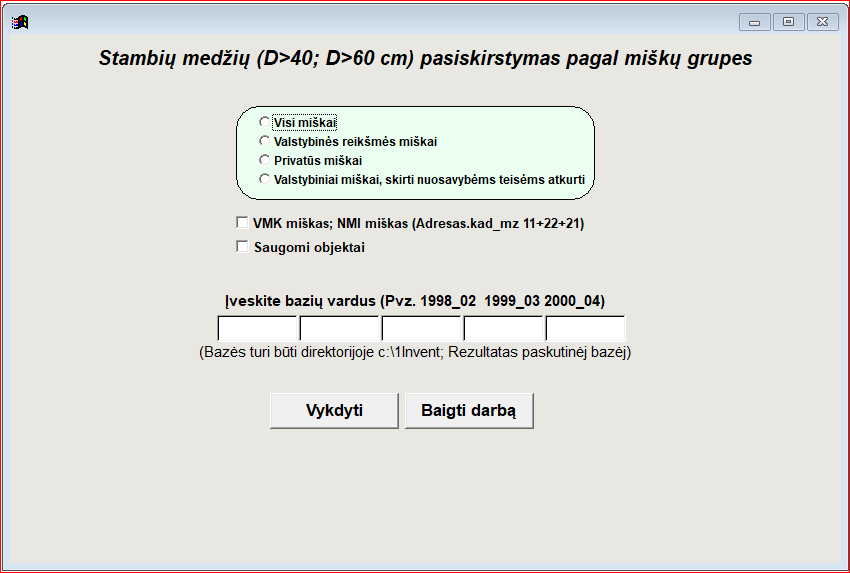 Stambių medžių (D>40; D>60 cm) pasiskirstymas pagal miškų grupes
Visi miškai
Valstybinės reikšmės miškai
Privatūs miškai
Valstybiniai miškai, skirti nuosavybėms teisėms atkurti
VMK miškas; NMI miškas (Adresas.kad_mz 11+22+21)
Saugomi objektai
Įveskite bazių vardus (Pvz. 1998_02 1999_03 2000_04)
(Bazės turi būti direktorijoje c:\1Invent; Rezultatas paskutinėj bazėj)
Vykdyti
Baigti darbą